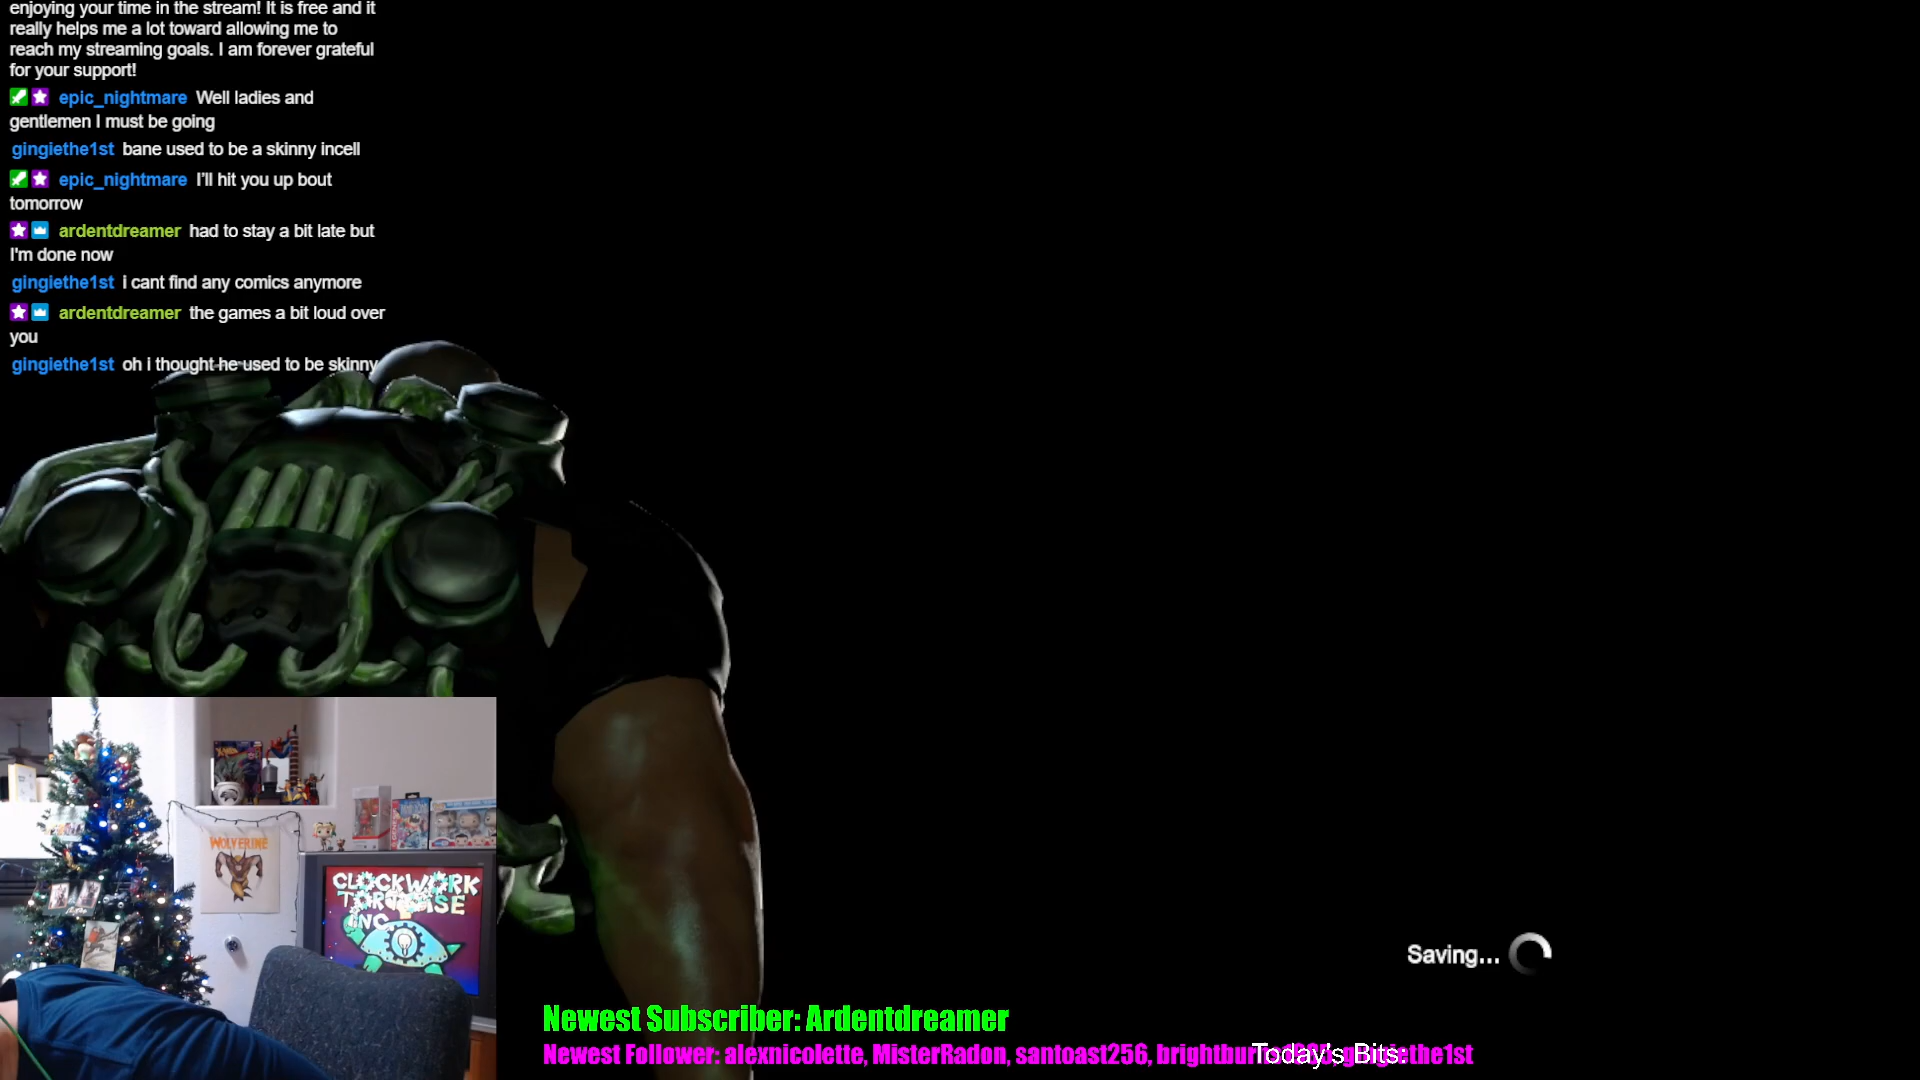 enjoying your time in the stream! It is free and it
really helps me a lot toward allowing me to
reach my streaming goals. I am forever grateful
for your support!
epic_nightmare Well ladies and
gentlemen I must be going
gingiethe1st bane used to be a skinny incell
epic_nightmare I'll hit you up bout
tomorrow
ardentdreamer had to stay a bit late but
I'm done now
gingiethe1st i cant find any comics anymore
ardentdreamer the games a bit loud over
you
gingiethe1st oh i thought he used to be skinny
WOLVERINE
CLOCKWORK
TORTOISE
INC
Saving...
Newest Subscriber: Ardentdreamer
Newest Follower: alexnicolette, MisterRadon, santoast256,
Today's Bits: